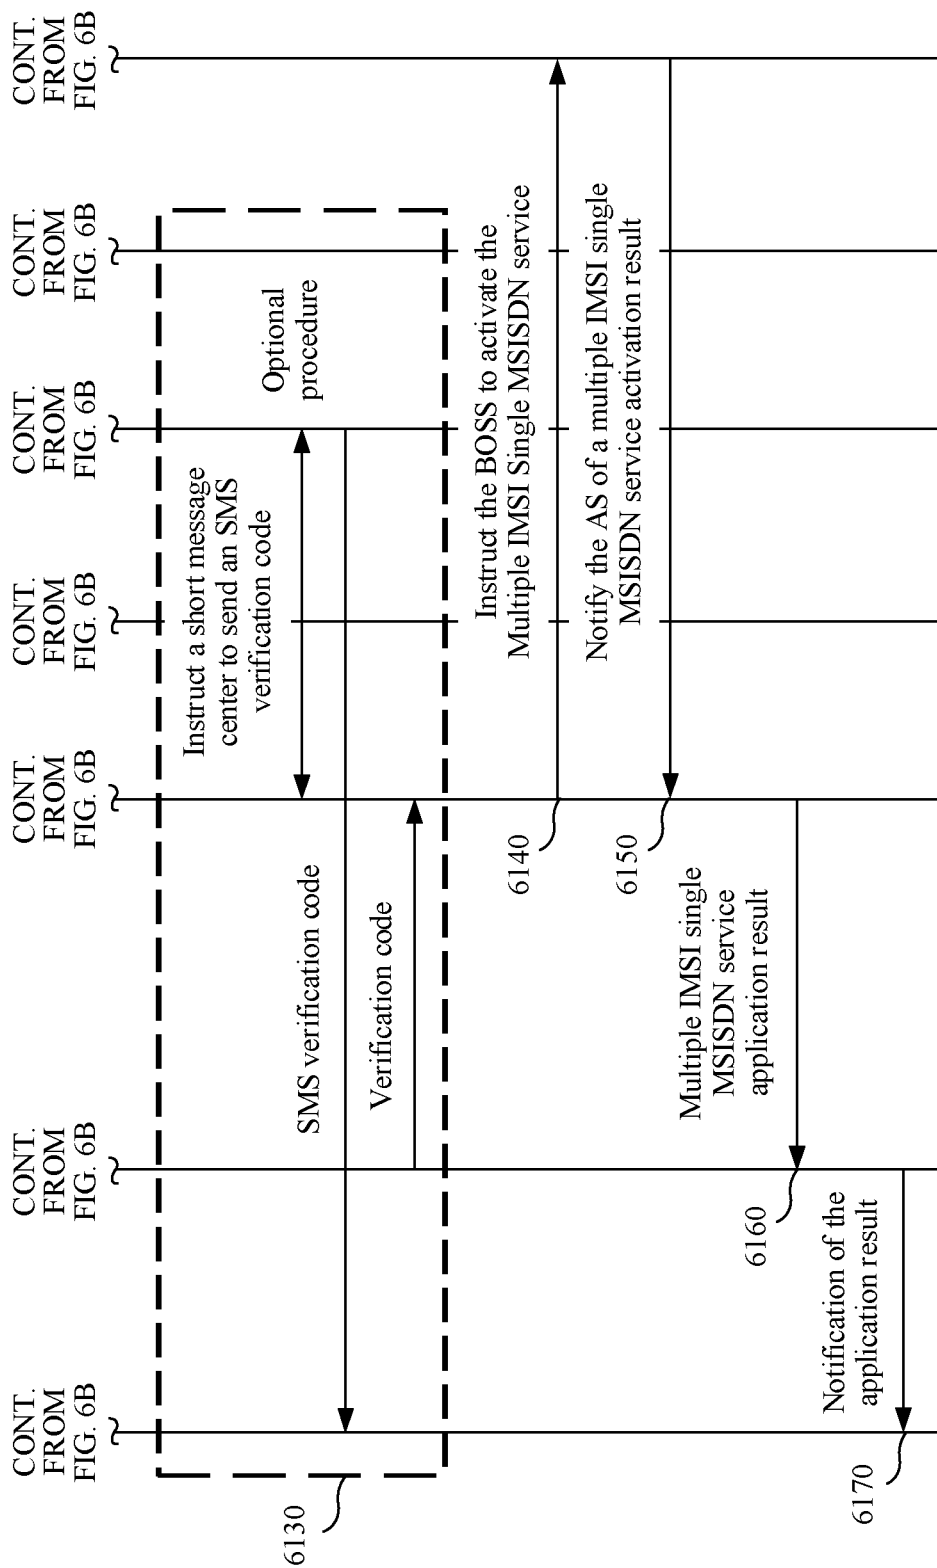 CONT.
FROM
FIG. 6B
CONT.
FROM
FIG. 6B
CONT.
FROM
FIG. 6B
CONT.
FROM
FIG. 6B
CONT.
FROM
FIG. 6B
CONT.
FROM
FIG. 6B
CONT.
FROM
FIG. 6B
6130
Instruct a short message
center to send an SMS
verification code
Optional
procedure
SMS verification code
Verification code
Instruct the BOSS to activate the
Multiple IMSI Single MSISDN service
6140
Notify the AS of a multiple IMSI single
MSISDN service activation result
6150
Multiple IMSI single
MSISDN service
application result
6160
Notification of the
application result
6170